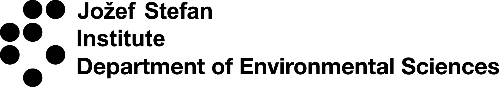 Jožef Stefan
Institute
Department of Environmental Sciences